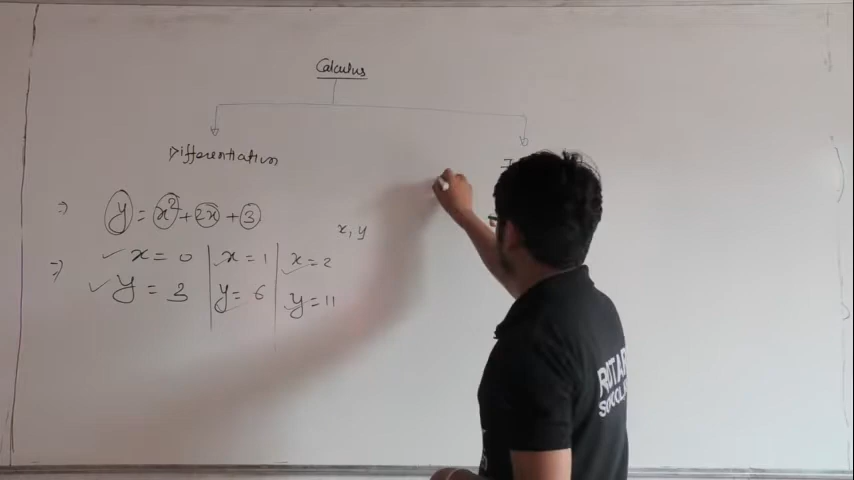 Calculus
Differentiation
⇒ y = x² + 2x + 3
x, y
⇒ ✓ x = 0 | ✓ x = 1 | ✓ x = 2
✓ y = 3 | y = 6 | y = 11